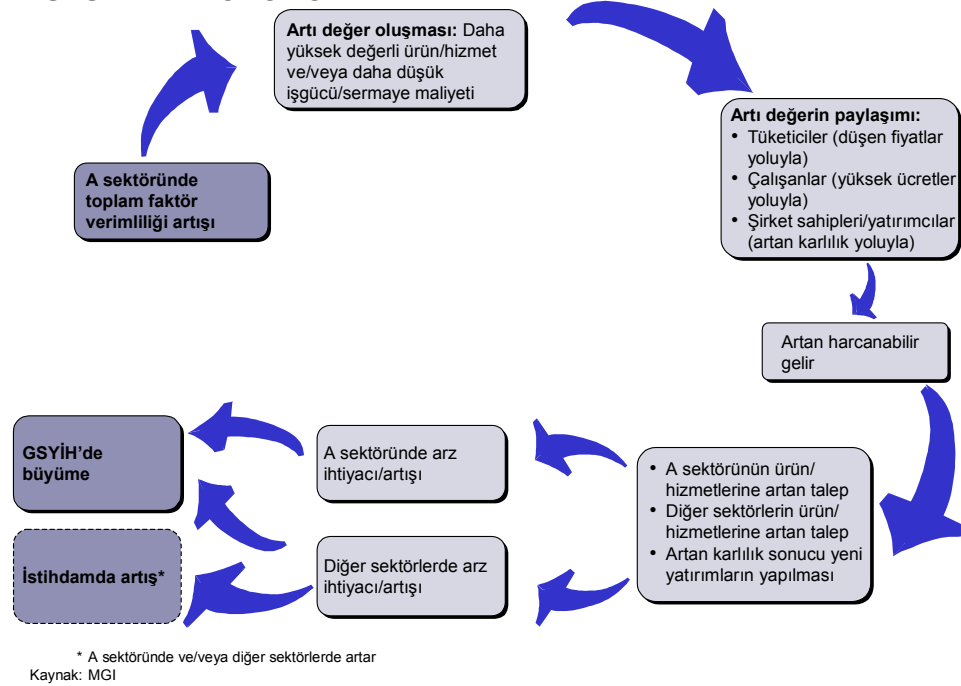 Artı değer oluşması: Daha
yüksek değerli ürün/hizmet
ve/veya daha düşük
işgücü/sermaye maliyeti
Artı değerin paylaşımı:
• Tüketiciler (düşen fiyatlar
yoluyla)
• Çalışanlar (yüksek ücretler
yoluyla)
• Şirket sahipleri/yatırımcılar
(artan karlılık yoluyla)
A sektöründe
toplam faktör
verimliliği artışı
Artan harcanabilir
gelir
GSYİH’de
büyüme
A sektöründe arz
ihtiyacı/artışı
• A sektörünün ürün/
hizmetlerine artan talep
• Diğer sektörlerin ürün/
hizmetlerine artan talep
• Artan karlılık sonucu yeni
yatırımların yapılması
İstihdamda artış*
Diğer sektörlerde arz
ihtiyacı/artışı
* A sektöründe ve/veya diğer sektörlerde artar
Kaynak: MGI